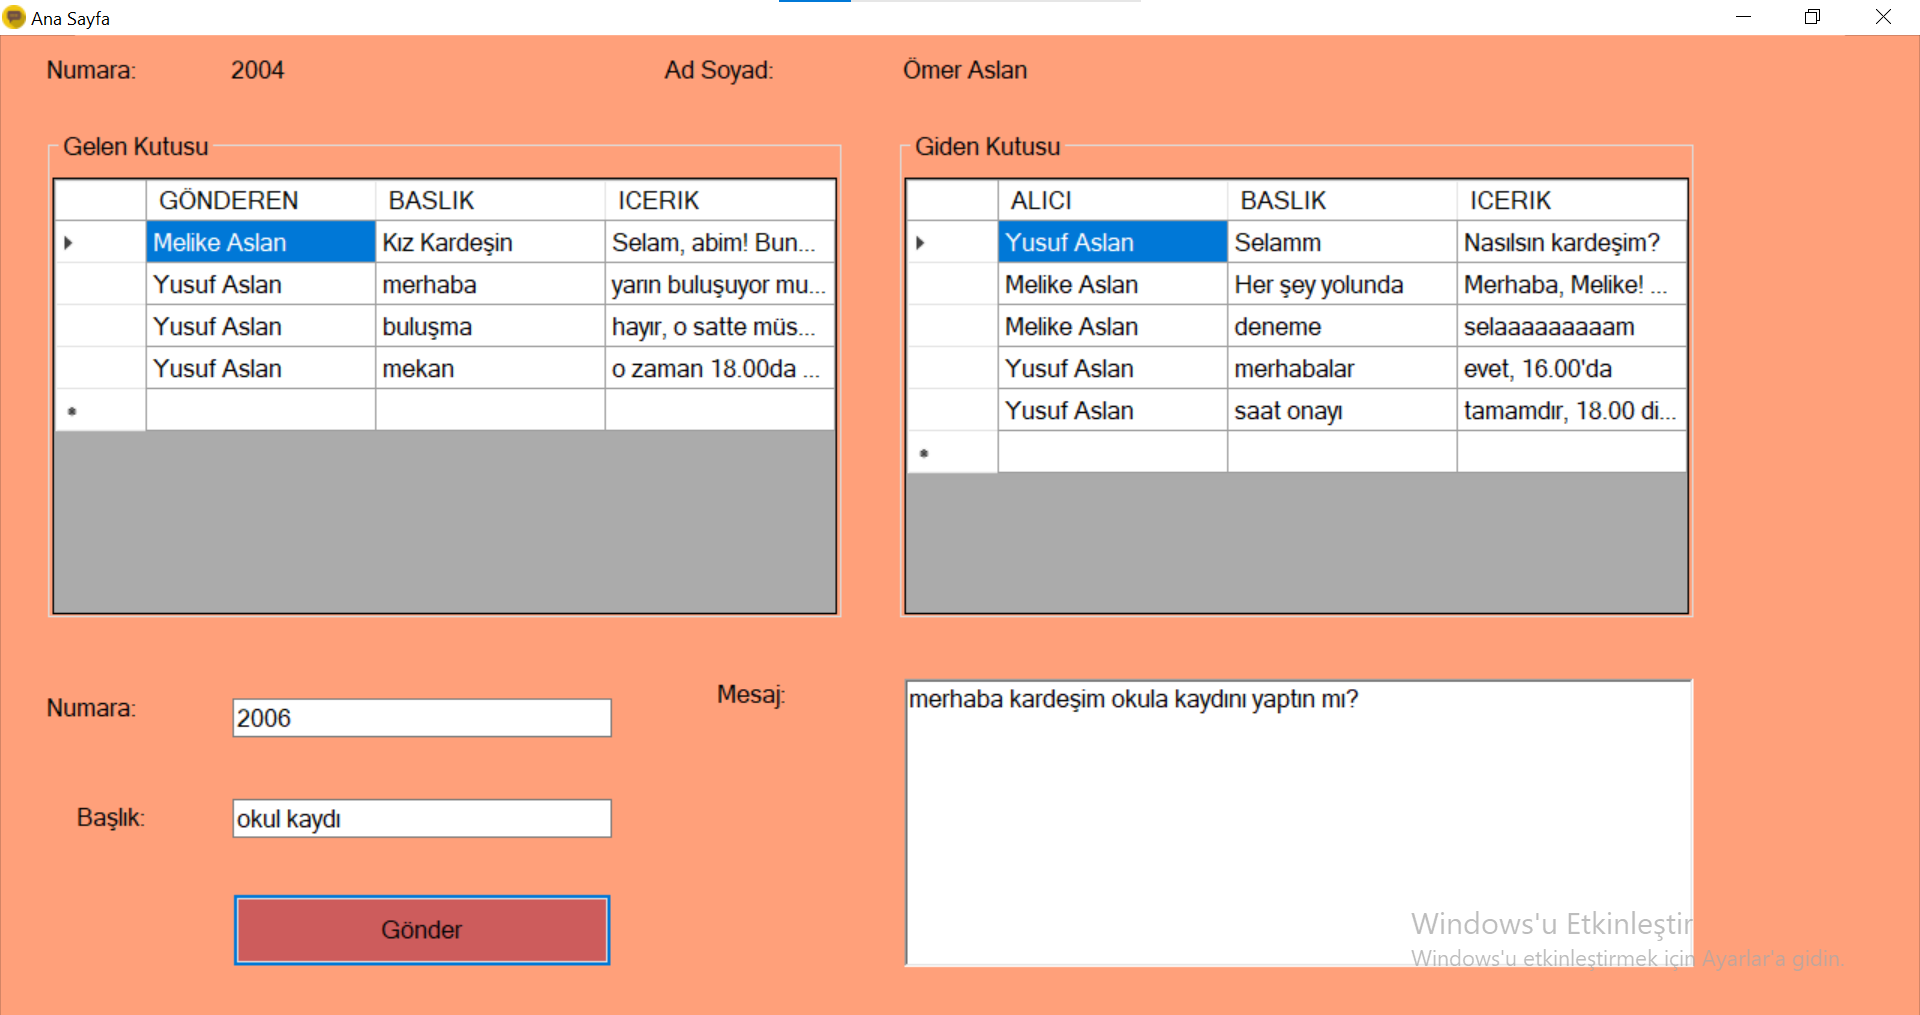 Ana Sayfa
Numara: 2004 Ad Soyad: Ömer Aslan
Gelen Kutusu
GÖNDEREN BASLIK ICERIK
Melike Aslan Kız Kardeşin Selam, abim! Bun...
Yusuf Aslan merhaba yarın buluşuyor mu...
Yusuf Aslan buluşma hayır, o satte müs...
Yusuf Aslan mekan o zaman 18.00da ...
Giden Kutusu
ALICI BASLIK ICERIK
Yusuf Aslan Selamm Nasılsın kardeşim?
Melike Aslan Her şey yolunda Merhaba, Melike! ...
Melike Aslan deneme selaaaaaaaaam
Yusuf Aslan merhabalar evet, 16.00'da
Yusuf Aslan saat onayı tamamdır, 18.00 di...
Numara: 2006
Başlık: okul kaydı
Gönder
Mesaj: merhaba kardeşim okula kaydını yaptın mı?
Windows'u Etkinleştir
Windows'u etkinleştirmek için Ayarlar'a gidin.